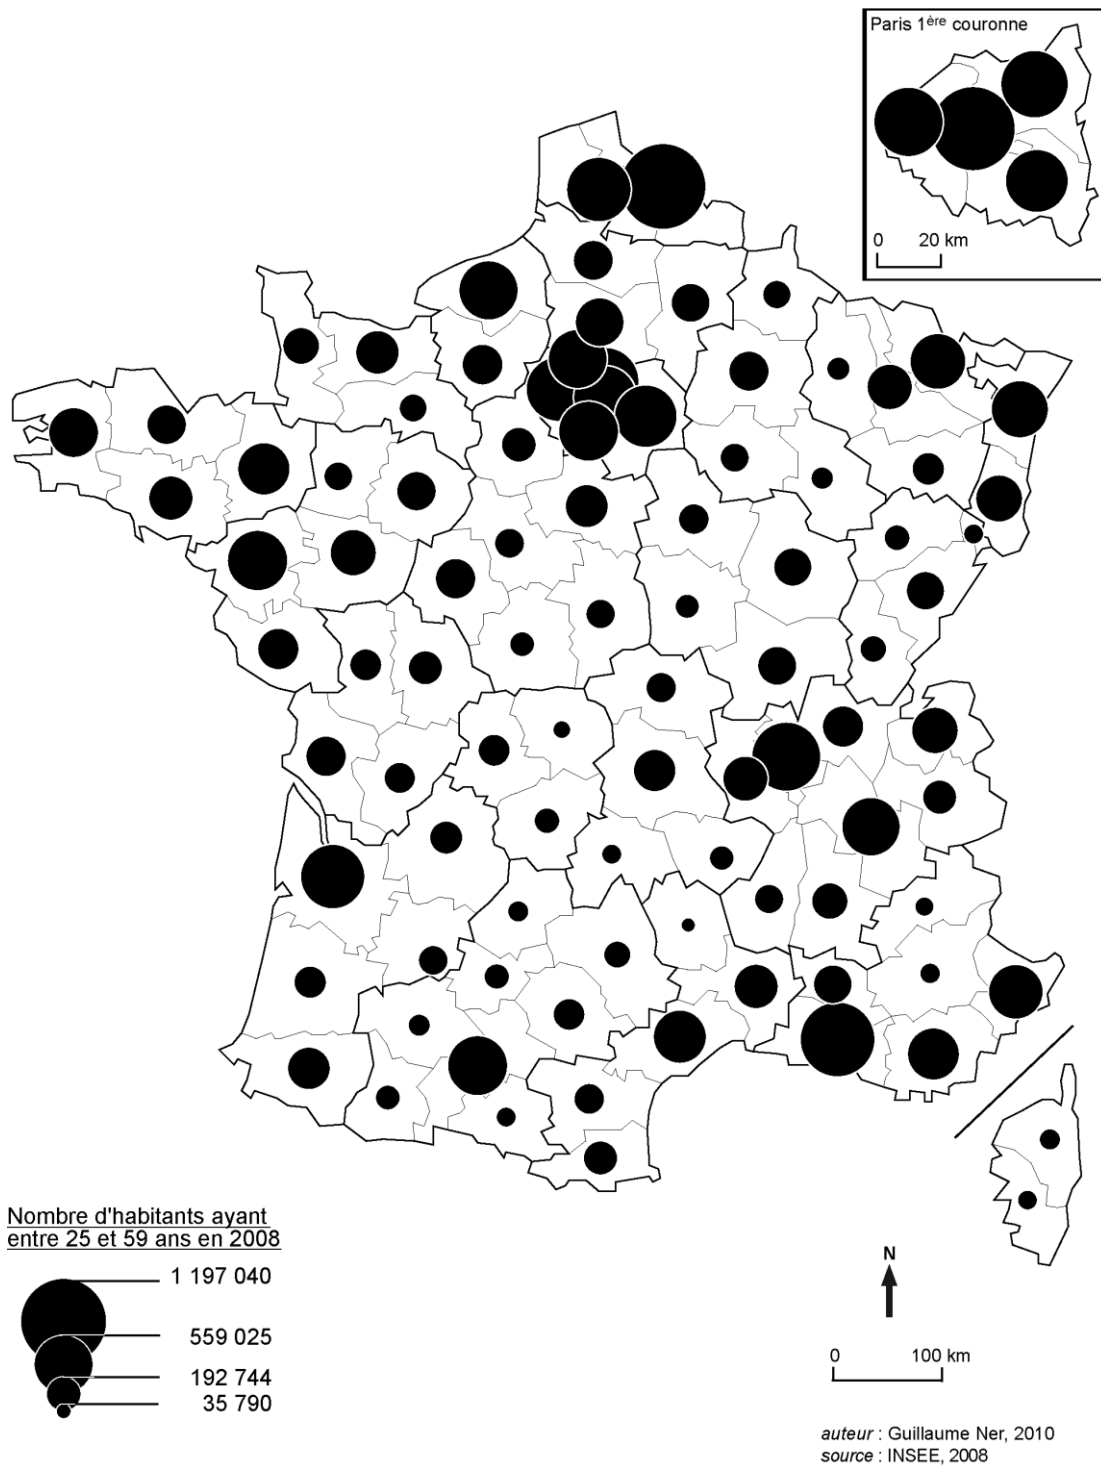 Paris 1ère couronne
0 20 km
Nombre d'habitants ayant
entre 25 et 59 ans en 2008
1 197 040
559 025
192 744
35 790
N
0 100 km
auteur : Guillaume Ner, 2010
source : INSEE, 2008